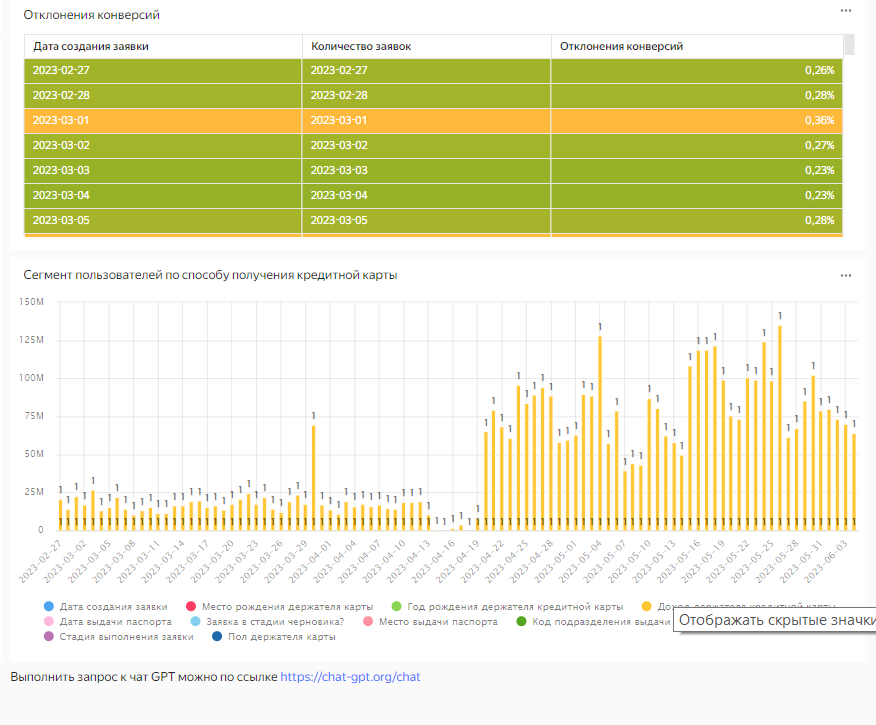 Отклонения конверсий
Дата создания заявки Количество заявок Отклонения конверсий
2023-02-27 2023-02-27 0,26%
2023-02-28 2023-02-28 0,28%
2023-03-01 2023-03-01 0,36%
2023-03-02 2023-03-02 0,27%
2023-03-03 2023-03-03 0,23%
2023-03-04 2023-03-04 0,23%
2023-03-05 2023-03-05 0,28%
Сегмент пользователей по способу получения кредитной карты
150M
125M
100M
75M
50M
25M
0
2023-02-27 2023-03-02 2023-03-05 2023-03-08 2023-03-11 2023-03-14 2023-03-17 2023-03-20 2023-03-23 2023-03-26 2023-03-29 2023-04-01 2023-04-04 2023-04-07 2023-04-10 2023-04-13 2023-04-16 2023-04-19 2023-04-22 2023-04-25 2023-04-28 2023-05-01 2023-05-04 2023-05-07 2023-05-10 2023-05-13 2023-05-16 2023-05-19 2023-05-22 2023-05-25 2023-05-28 2023-05-31 2023-06-03
Дата создания заявки Место рождения держателя карты Год рождения держателя кредитной карты Доход держателя кредитной карты
Дата выдачи паспорта Заявка в стадии черновика? Место выдачи паспорта Код подразделения выдачи
Отображать скрытые значки
Стадия выполнения заявки Пол держателя карты
Выполнить запрос к чат GPT можно по ссылке https://chat-gpt.org/chat